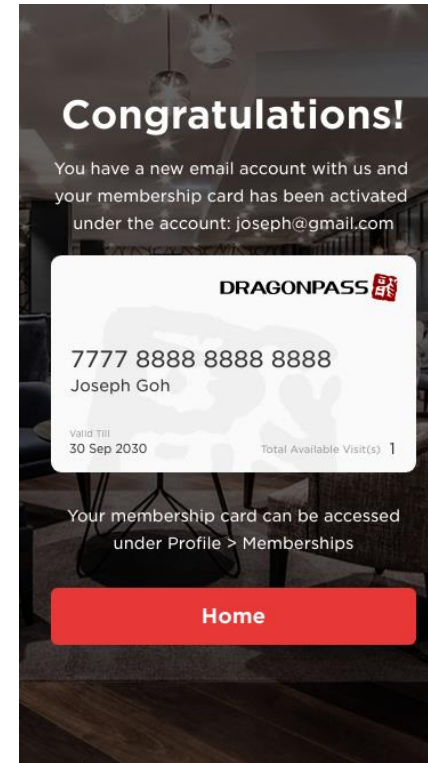 Congratulations!
You have a new email account with us and
your membership card has been activated
under the account: joseph@gmail.com
DRAGONPASS
7777 8888 8888 8888
Joseph Goh
Valid Till
30 Sep 2030
Total Available Visit(s) 1
Your membership card can be accessed
under Profile > Memberships
Home